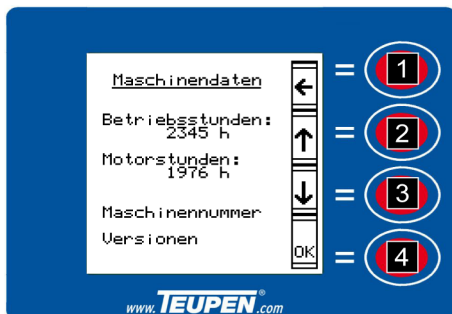 Maschinendaten
Betriebsstunden:
2345 h
Motorstunden:
1976 h
Maschinennummer
Versionen
←
↑
↓
OK
= 1
= 2
= 3
= 4
www.TEUPEN®.com